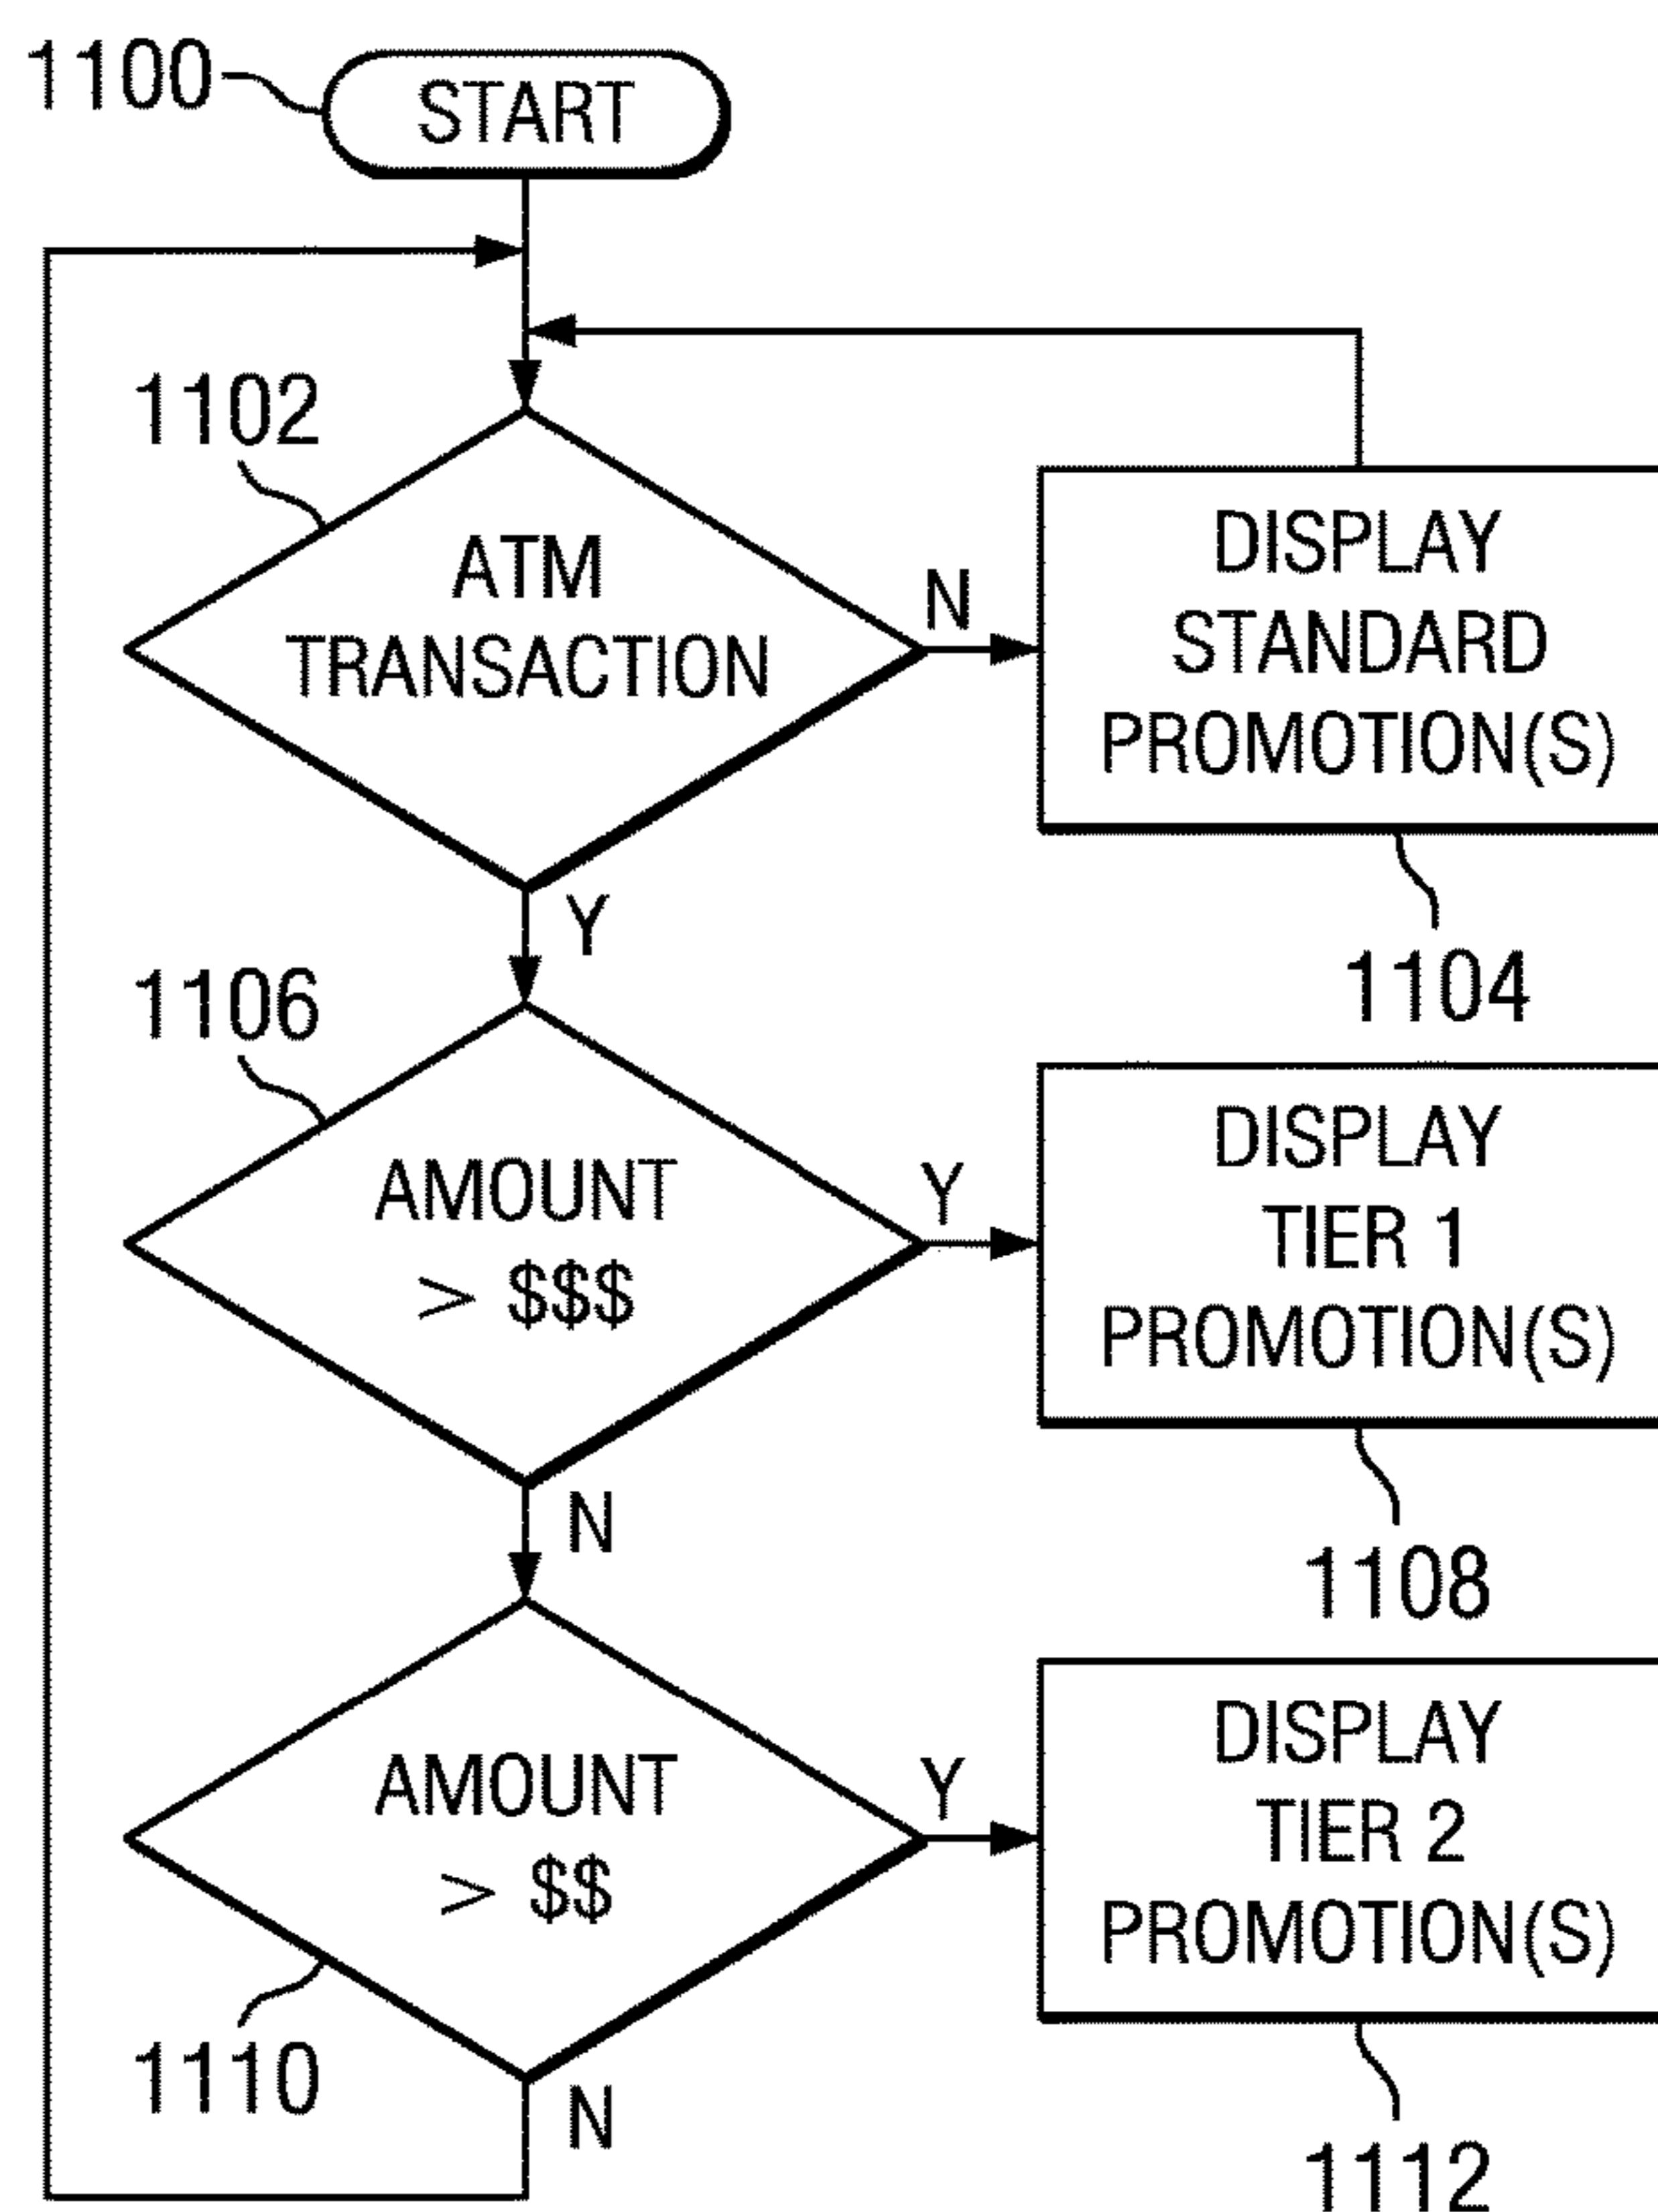 1100
START
1102
ATM
TRANSACTION
N
DISPLAY
STANDARD
PROMOTION(S)
1104
Y
1106
AMOUNT
> $$$
Y
DISPLAY
TIER 1
PROMOTION(S)
1108
N
AMOUNT
> $$
Y
DISPLAY
TIER 2
PROMOTION(S)
1110
N
1112